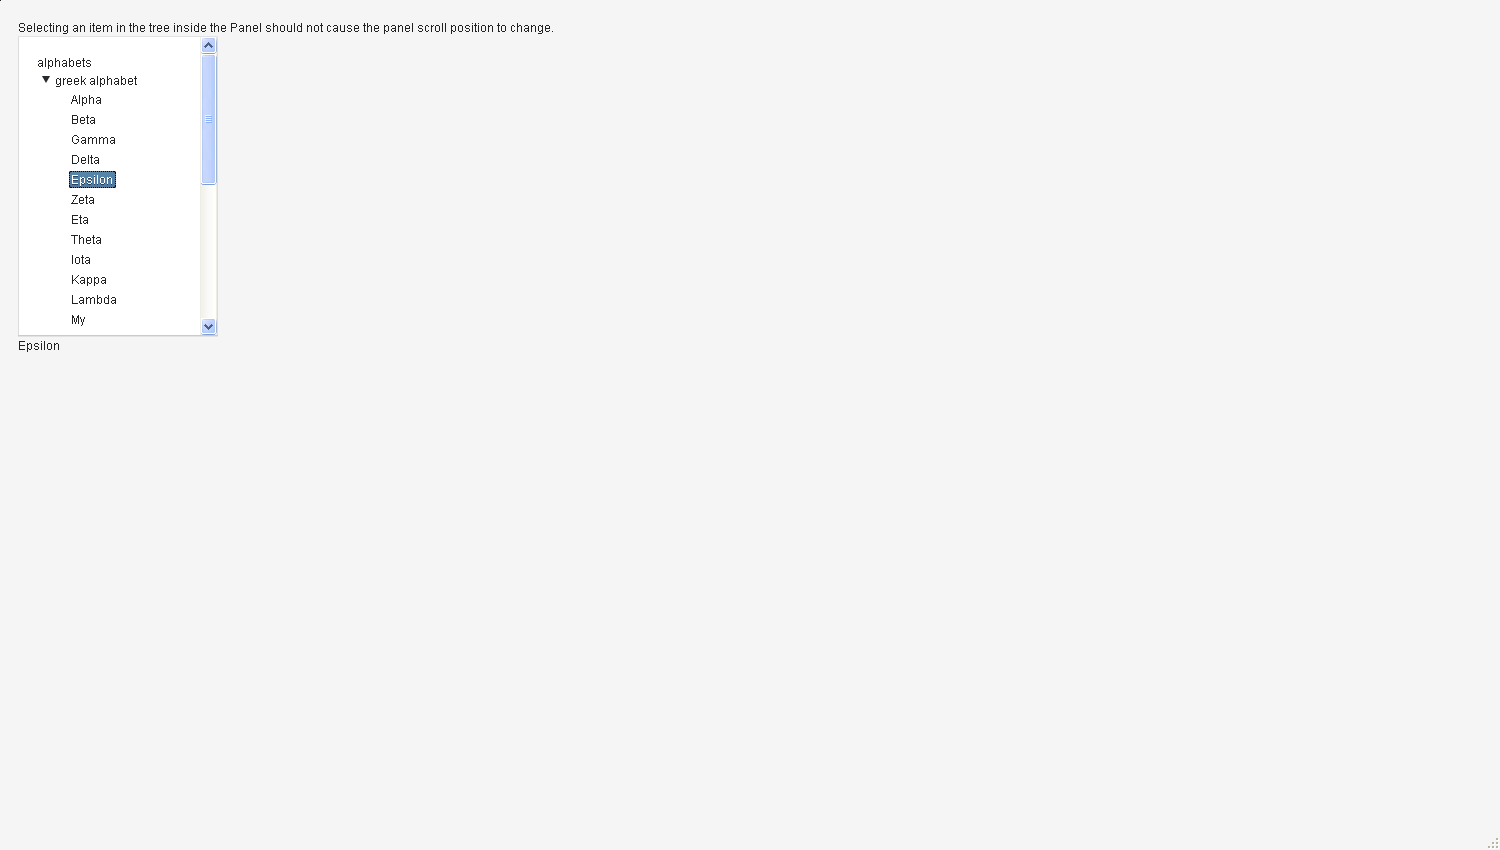 Selecting an item in the tree inside the Panel should not cause the panel scroll position to change.
alphabets
greek alphabet
Alpha
Beta
Gamma
Delta
Epsilon
Zeta
Eta
Theta
Iota
Kappa
Lambda
My
Epsilon